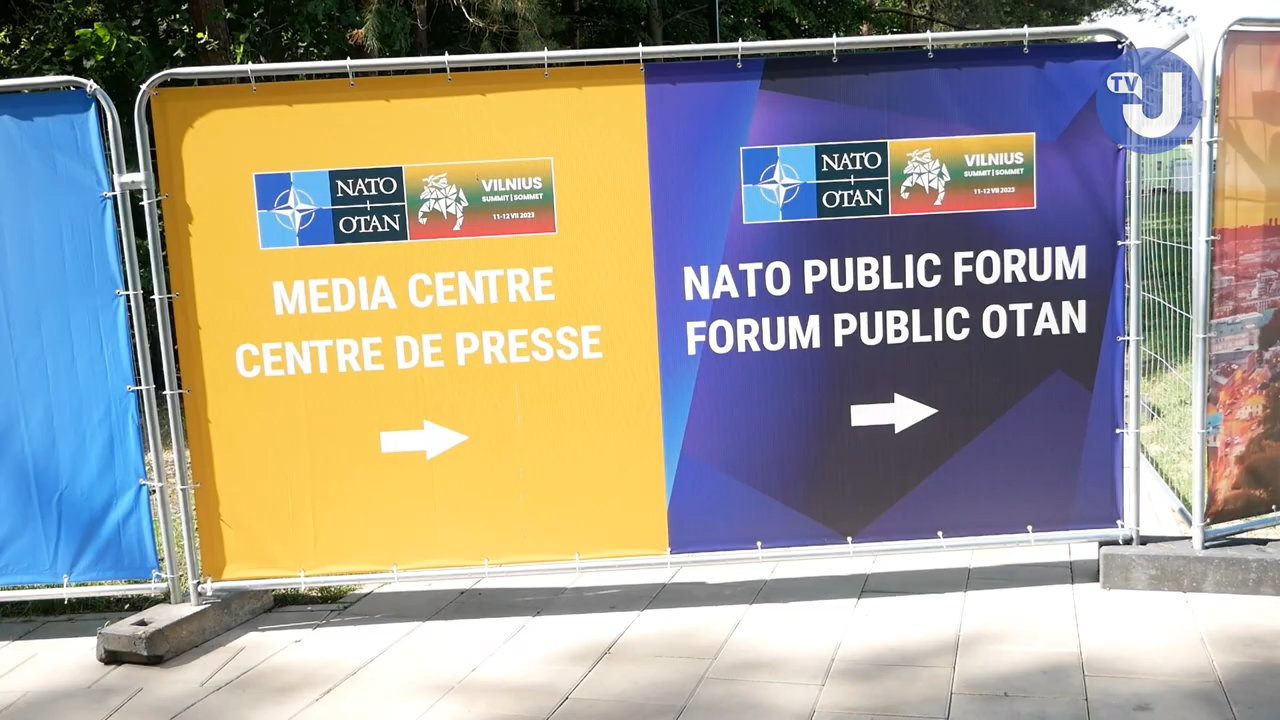 NATO
OTAN
VILNIUS
SUMMIT | SOMMET
11-12 VII 2023
MEDIA CENTRE
CENTRE DE PRESSE
NATO
OTAN
VILNIUS
SUMMIT | SOMMET
11-12 VII 2023
NATO PUBLIC FORUM
FORUM PUBLIC OTAN
TV
J